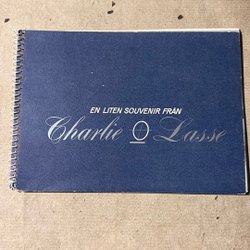 EN LITEN SOUVENIR FRÅN
Charlie O Lasse